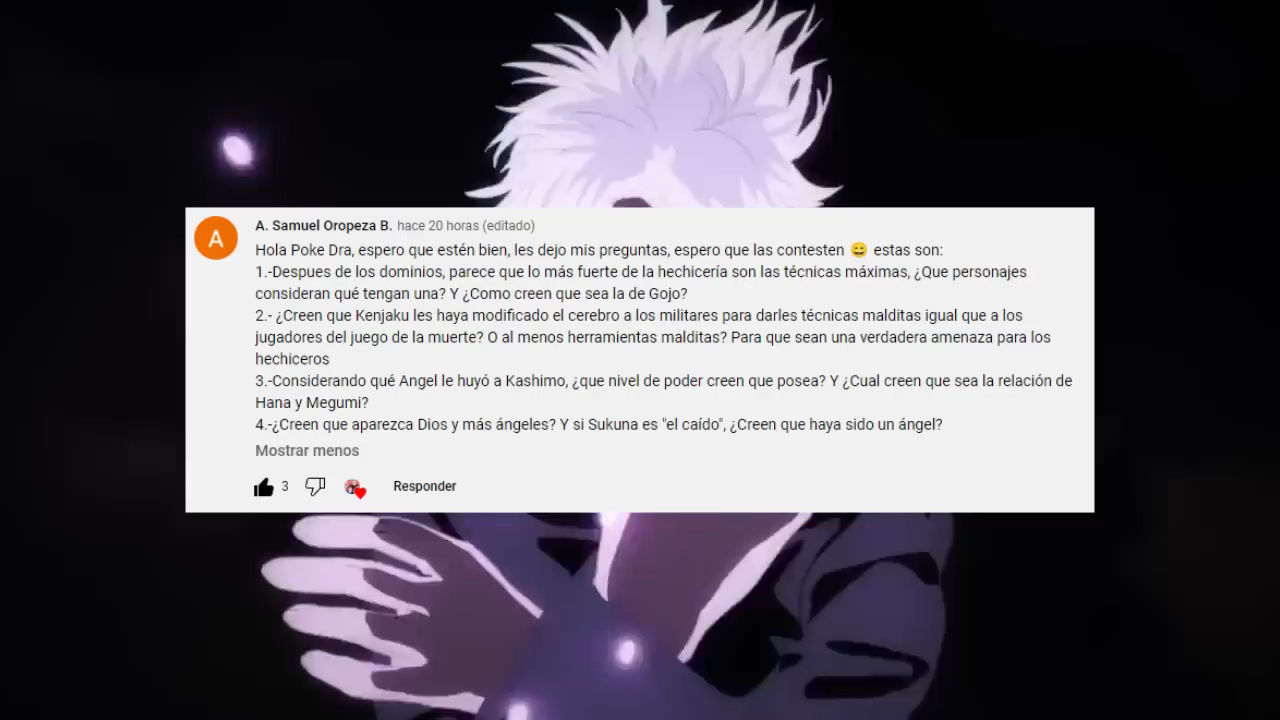 A
A. Samuel Oropeza B. hace 20 horas (editado)
Hola Poke Dra, espero que estén bien, les dejo mis preguntas, espero que las contesten 😄 estas son:
1.-Despues de los dominios, parece que lo más fuerte de la hechicería son las técnicas máximas, ¿Que personajes
consideran qué tengan una? Y ¿Como creen que sea la de Gojo?
2.- ¿Creen que Kenjaku les haya modificado el cerebro a los militares para darles técnicas malditas igual que a los
jugadores del juego de la muerte? O al menos herramientas malditas? Para que sean una verdadera amenaza para los
hechiceros
3.-Considerando qué Angel le huyó a Kashimo, ¿que nivel de poder creen que posea? Y ¿Cual creen que sea la relación de
Hana y Megumi?
4.-¿Creen que aparezca Dios y más ángeles? Y si Sukuna es "el caído", ¿Creen que haya sido un ángel?
Mostrar menos
3 Responder